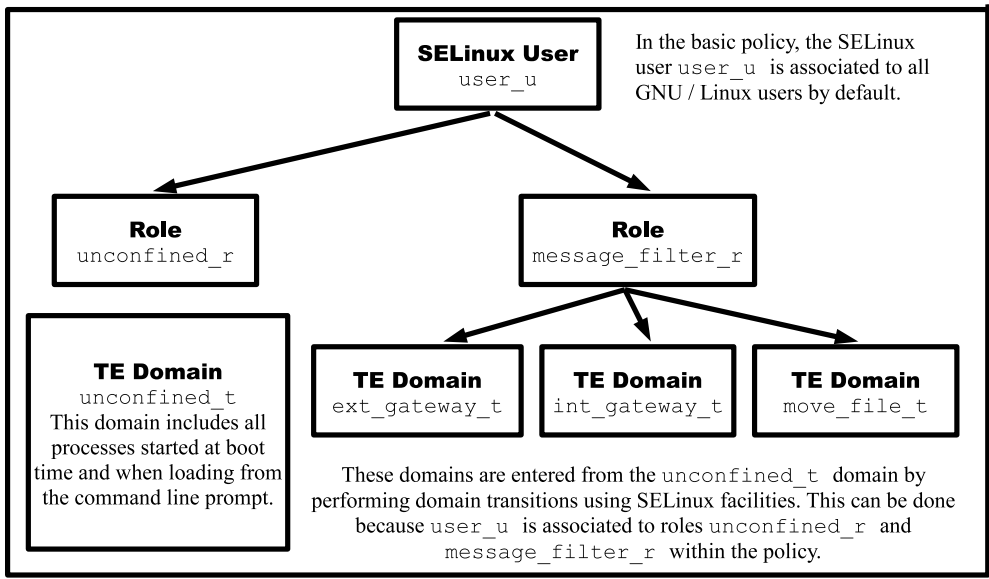 SELinux User
user_u
In the basic policy, the SELinux
user user_u is associated to all
GNU / Linux users by default.
Role
unconfined_r
Role
message_filter_r
TE Domain
unconfined_t
This domain includes all
processes started at boot
time and when loading from
the command line prompt.
TE Domain
ext_gateway_t
TE Domain
int_gateway_t
TE Domain
move_file_t
These domains are entered from the unconfined_t domain by
performing domain transitions using SELinux facilities. This can be done
because user_u is associated to roles unconfined_r and
message_filter_r within the policy.